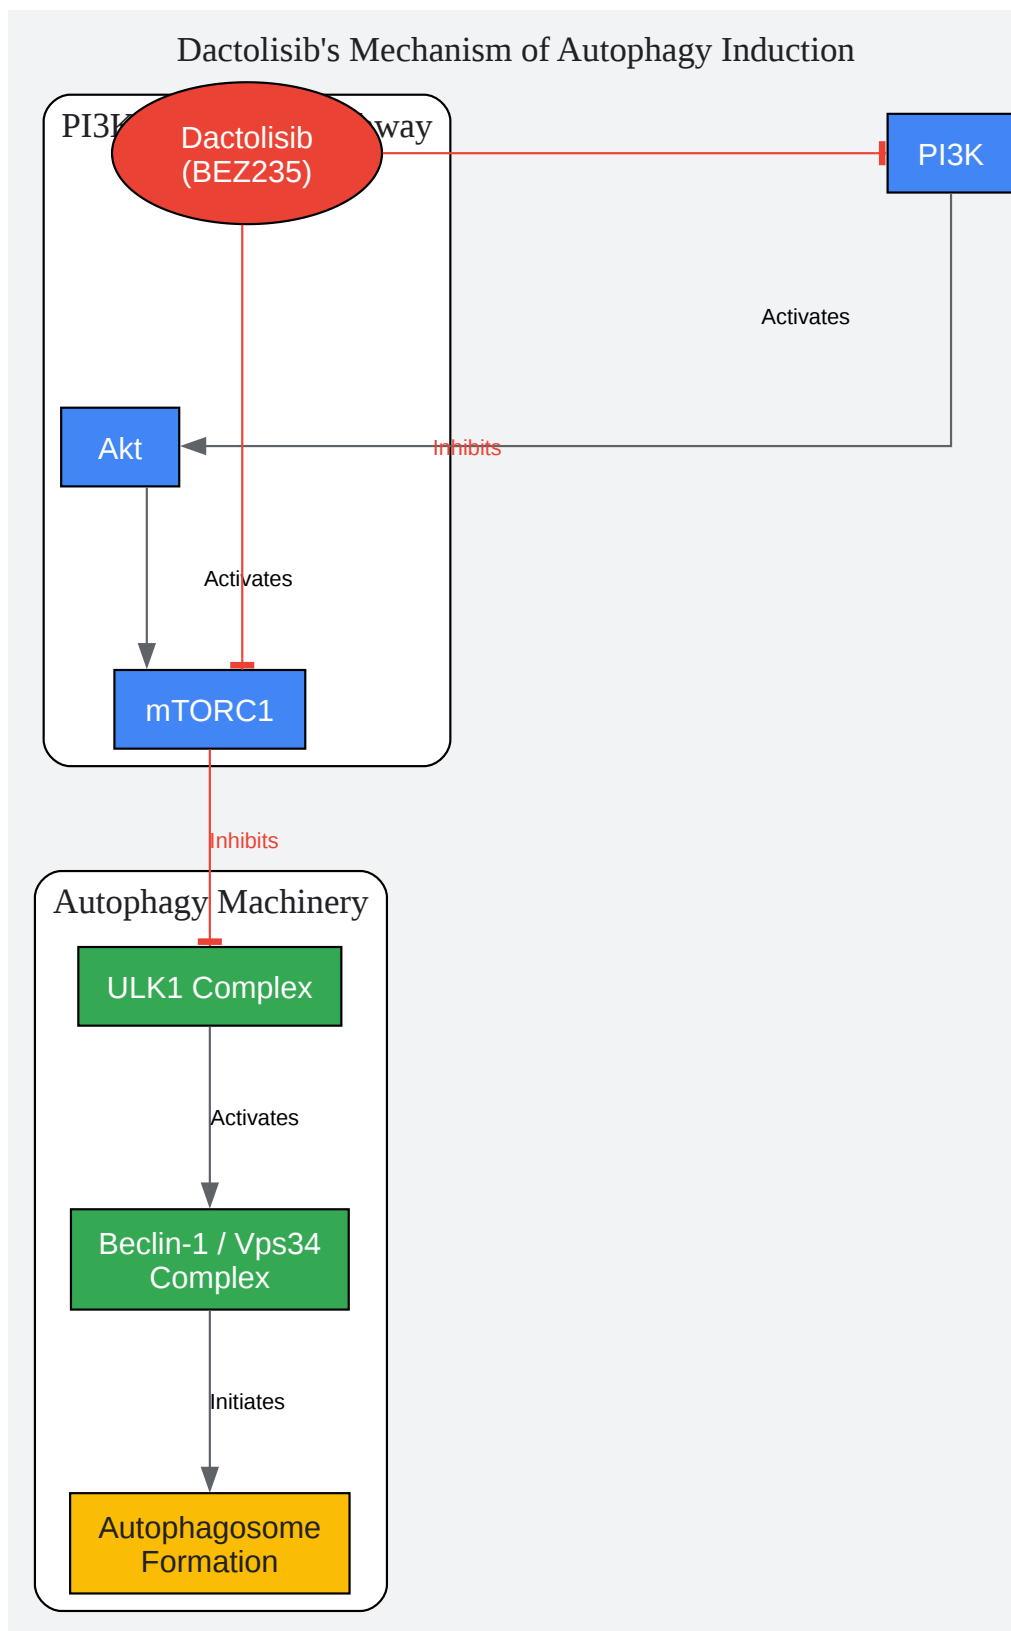 Dactolisib's Mechanism of Autophagy Induction
Dactolisib
(BEZ235)
PI3K
Activates
Akt
Inhibits
Activates
mTORC1
Inhibits
Autophagy Machinery
ULK1 Complex
Activates
Beclin-1 / Vps34
Complex
Initiates
Autophagosome
Formation